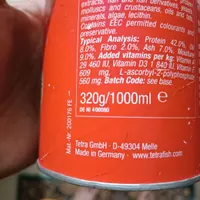 extracts, fish and fish derivatives,
molluscs and crustaceans, oils and fats,
minerals, algae, lecithin.
Contains EEC permitted colourants and
preservative.
Typical Analysis: Protein 42.0%, Oil
8.0%, Fibre 2.0%, Ash 7.0%, Moisture
9.0%. Added vitamins per kg: Vitamin
29 460 IU, Vitamin D3 1 840 IU, Vitamin E
609 mg, L-ascorbyl-2-polyphosphate
560 mg. Batch Code: see base.
320g/1000ml e
Tetra GmbH · D-49304 Melle
Made in Germany · www.tetrafish.com